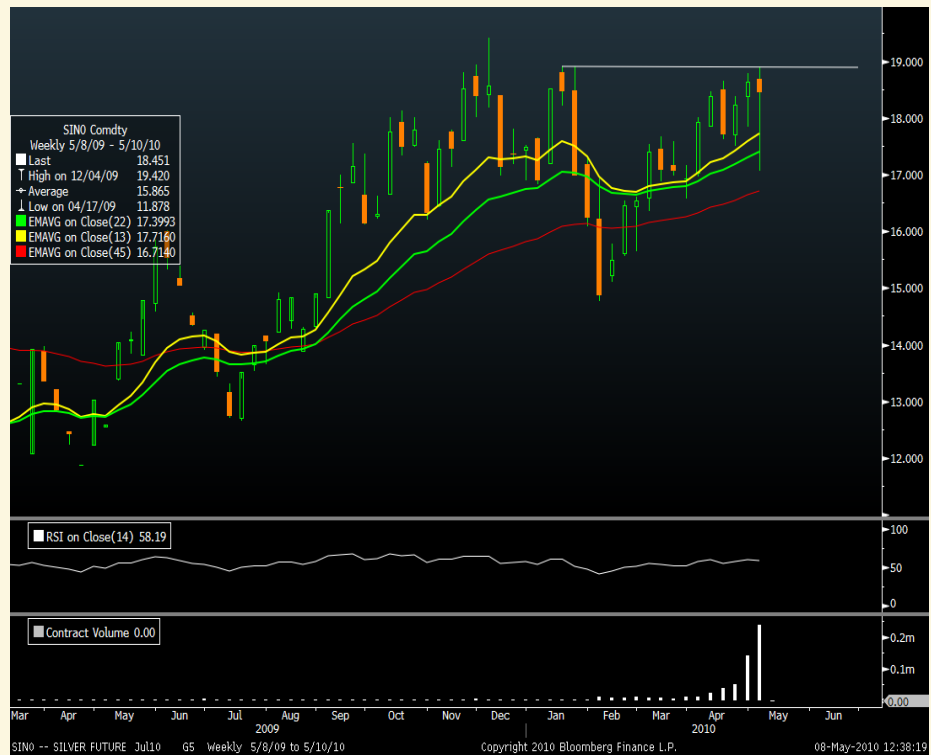 SIN0 Comdty
Weekly 5/8/09 - 5/10/10
Last 18.451
High on 12/04/09 19.420
Average 15.865
Low on 04/17/09 11.878
EMAVG on Close(22) 17.3993
EMAVG on Close(13) 17.7160
EMAVG on Close(45) 16.7140
19.000
18.000
17.000
16.000
15.000
14.000
13.000
12.000
RSI on Close(14) 58.19
100
50
0
Contract Volume 0.00
0.2m
0.1m
0.00
Mar Apr May Jun Jul Aug Sep Oct Nov Dec Jan Feb Mar Apr May Jun
2009 2010
SIN0 -- SILVER FUTURE Jul10 G5 Weekly 5/8/09 to 5/10/10 Copyright 2010 Bloomberg Finance L.P. 08-May-2010 12:38:19